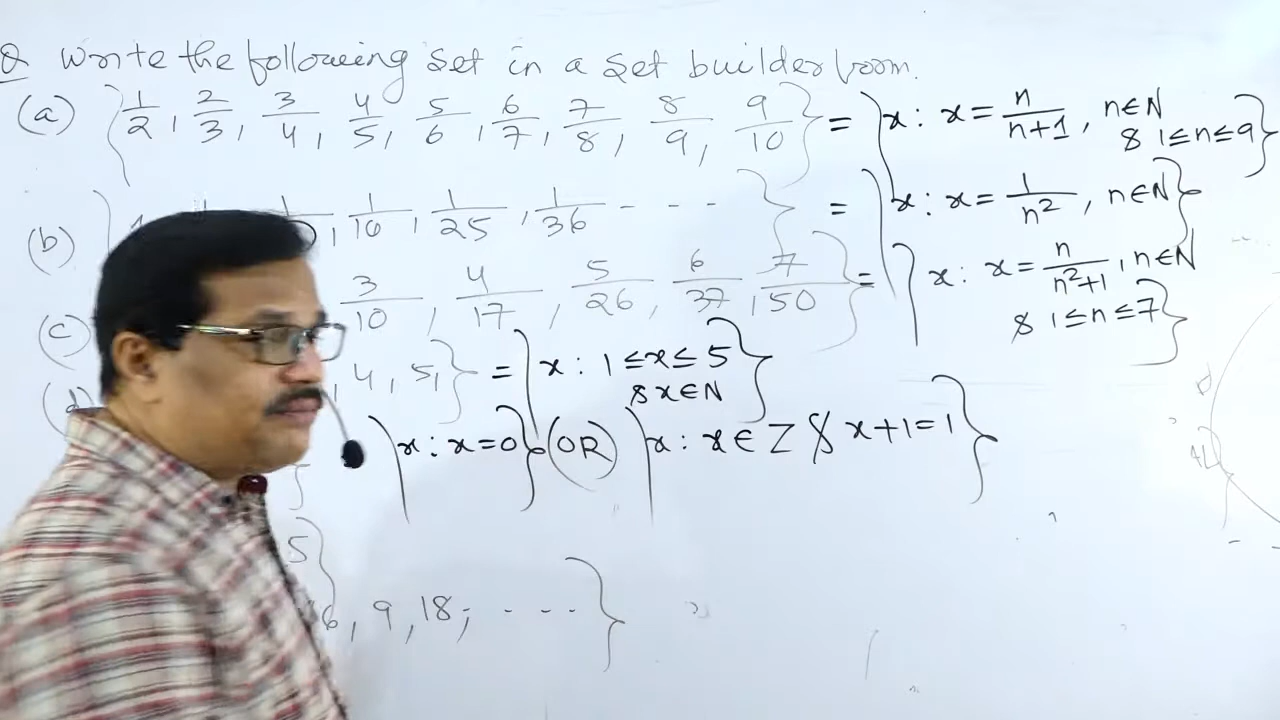 Q Write the following set in a set builder form.
(a) {1/2, 2/3, 3/4, 4/5, 5/6, 6/7, 7/8, 8/9, 9/10} = {x : x = n/n+1, n∈N & 1≤n≤9}
(b) { 1/16, 1/25, 1/36 - - - } = {x : x = 1/n², n∈N}
(c) 3/10, 4/17, 5/26, 6/37, 7/50} = {x : x = n/n²+1, n∈N & 1≤n≤7}
(d) , 4, 5,} = {x : 1≤x≤5 & x∈N}
{x : x=0} (OR) {x : x∈Z & x+1=1}
5}
6, 9, 18, - - - }